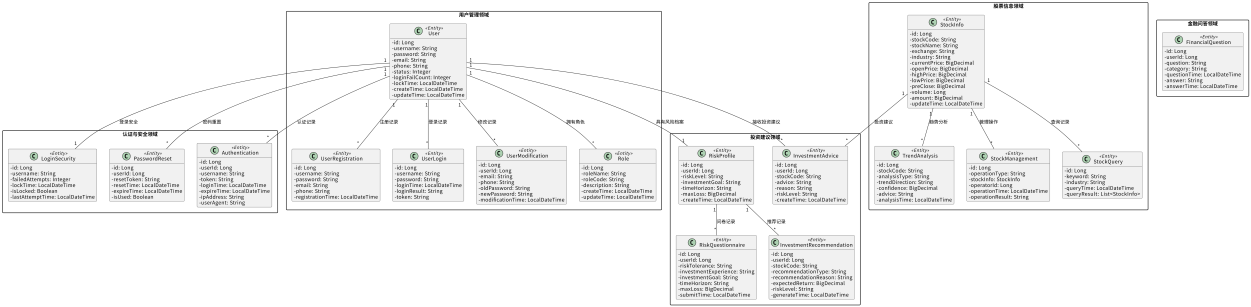 用户管理领域
C «Entity» User
-id: Long
-username: String
-password: String
-email: String
-phone: String
-status: Integer
-loginFailCount: Integer
-lockTime: LocalDateTime
-createTime: LocalDateTime
-updateTime: LocalDateTime
股票信息领域
C «Entity» StockInfo
-id: Long
-stockCode: String
-stockName: String
-exchange: String
-industry: String
-currentPrice: BigDecimal
-openPrice: BigDecimal
-highPrice: BigDecimal
-lowPrice: BigDecimal
-preClose: BigDecimal
-volume: Long
-amount: BigDecimal
-updateTime: LocalDateTime
金融问答领域
C «Entity» FinancialQuestion
-id: Long
-userId: Long
-question: String
-category: String
-questionTime: LocalDateTime
-answer: String
-answerTime: LocalDateTime
登录安全
密码重置
认证记录
注册记录
登录记录
修改记录
拥有角色
具有风险档案
接收投资建议
投资建议
趋势分析
管理操作
查询记录
认证与安全领域
C «Entity» LoginSecurity
-id: Long
-username: String
-failedAttempts: Integer
-lockTime: LocalDateTime
-isLocked: Boolean
-lastAttemptTime: LocalDateTime
C «Entity» PasswordReset
-id: Long
-userId: Long
-resetToken: String
-resetTime: LocalDateTime
-expireTime: LocalDateTime
-isUsed: Boolean
C «Entity» Authentication
-id: Long
-userId: Long
-username: String
-token: String
-loginTime: LocalDateTime
-expireTime: LocalDateTime
-ipAddress: String
-userAgent: String
C «Entity» UserRegistration
-id: Long
-username: String
-password: String
-email: String
-phone: String
-registrationTime: LocalDateTime
C «Entity» UserLogin
-id: Long
-username: String
-password: String
-loginTime: LocalDateTime
-loginResult: String
-token: String
C «Entity» UserModification
-id: Long
-userId: Long
-email: String
-phone: String
-oldPassword: String
-newPassword: String
-modificationTime: LocalDateTime
C «Entity» Role
-id: Long
-roleName: String
-roleCode: String
-description: String
-createTime: LocalDateTime
-updateTime: LocalDateTime
投资建议领域
C «Entity» RiskProfile
-id: Long
-userId: Long
-riskLevel: String
-investmentGoal: String
-timeHorizon: String
-maxLoss: BigDecimal
-createTime: LocalDateTime
C «Entity» InvestmentAdvice
-id: Long
-userId: Long
-stockCode: String
-advice: String
-reason: String
-riskLevel: String
-createTime: LocalDateTime
C «Entity» TrendAnalysis
-id: Long
-stockCode: String
-analysisType: String
-trendDirection: String
-confidence: BigDecimal
-advice: String
-analysisTime: LocalDateTime
C «Entity» StockManagement
-id: Long
-operationType: String
-stockInfo: StockInfo
-operatorId: Long
-operationTime: LocalDateTime
-operationResult: String
C «Entity» StockQuery
-id: Long
-keyword: String
-industry: String
-queryTime: LocalDateTime
-queryResult: List<StockInfo>
问卷记录
推荐记录
C «Entity» RiskQuestionnaire
-id: Long
-userId: Long
-riskTolerance: String
-investmentExperience: String
-investmentGoal: String
-timeHorizon: String
-maxLoss: BigDecimal
-submitTime: LocalDateTime
C «Entity» InvestmentRecommendation
-id: Long
-userId: Long
-stockCode: String
-recommendationType: String
-recommendationReason: String
-expectedReturn: BigDecimal
-riskLevel: String
-generateTime: LocalDateTime